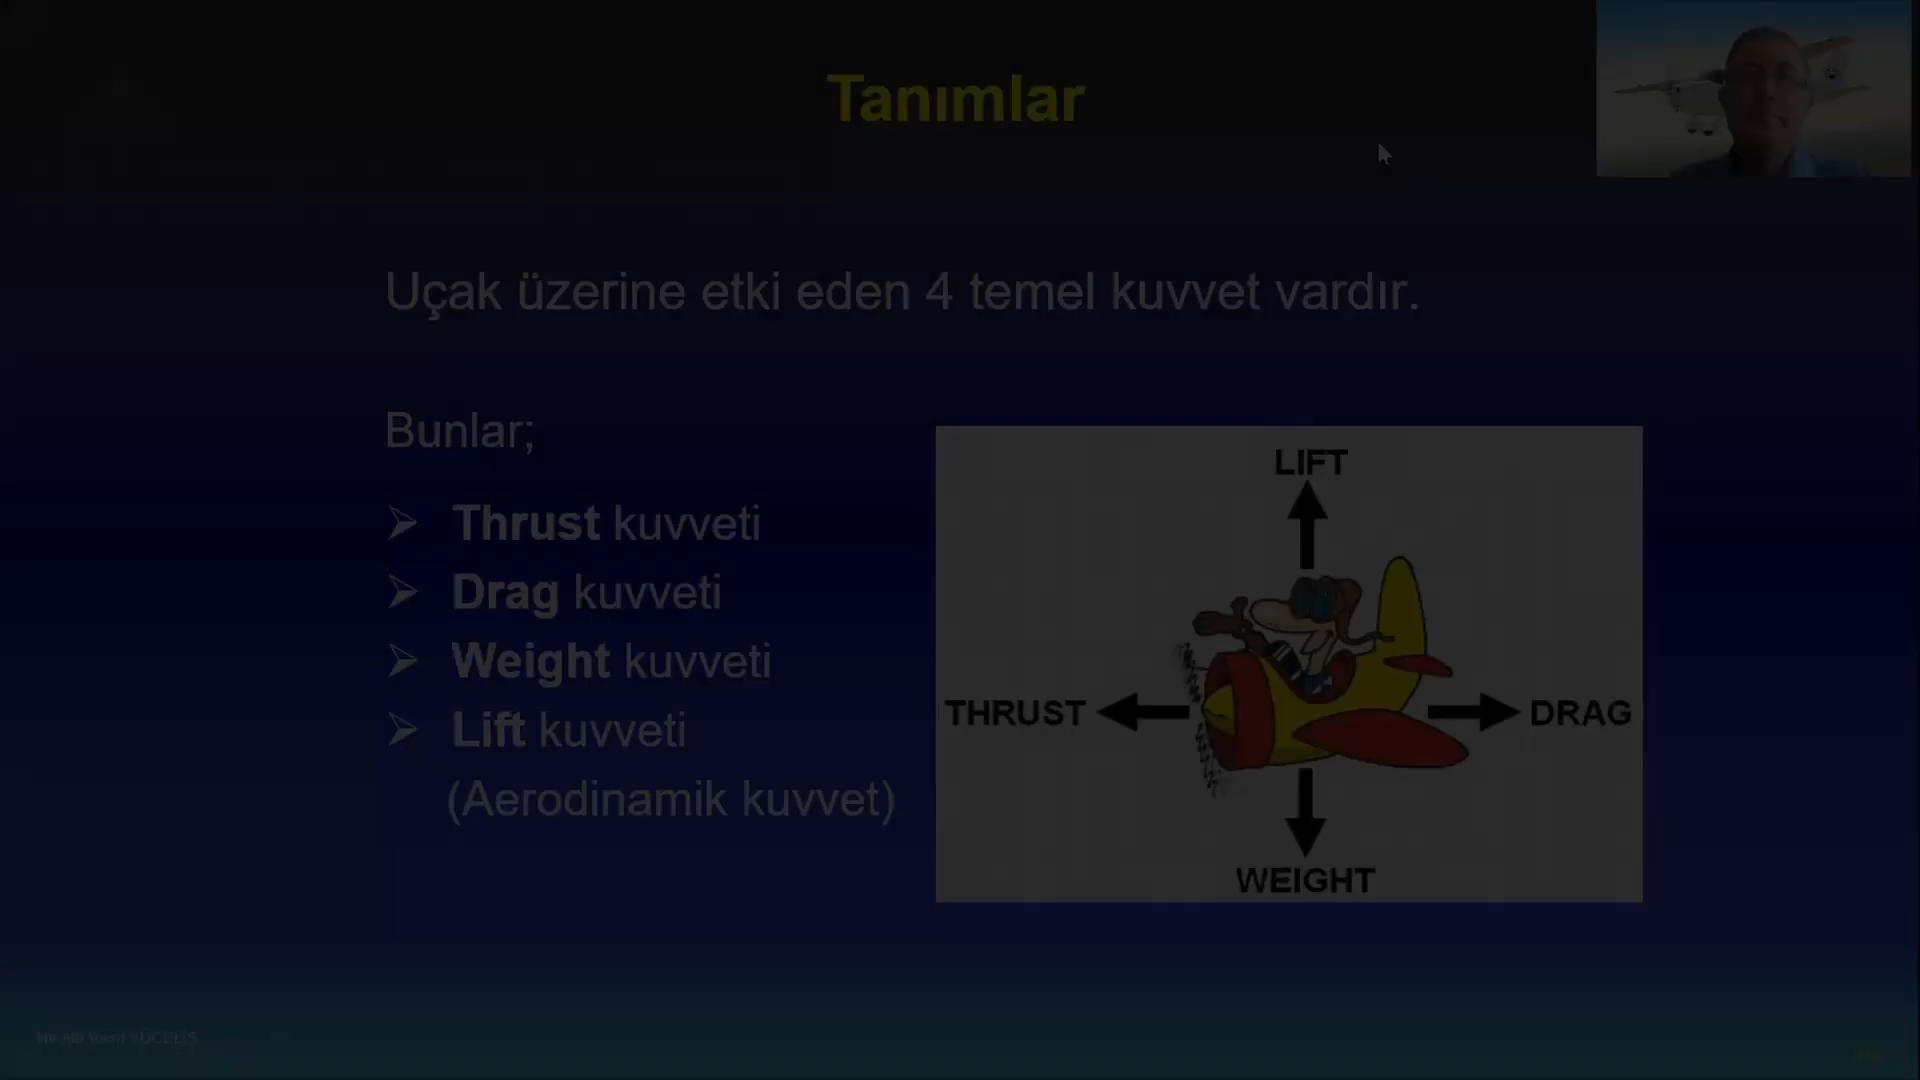 Tanımlar
Uçak üzerine etki eden 4 temel kuvvet vardır.
Bunlar;
➢ Thrust kuvveti
➢ Drag kuvveti
➢ Weight kuvveti
➢ Lift kuvveti
(Aerodinamik kuvvet)
LIFT
THRUST
DRAG
WEIGHT